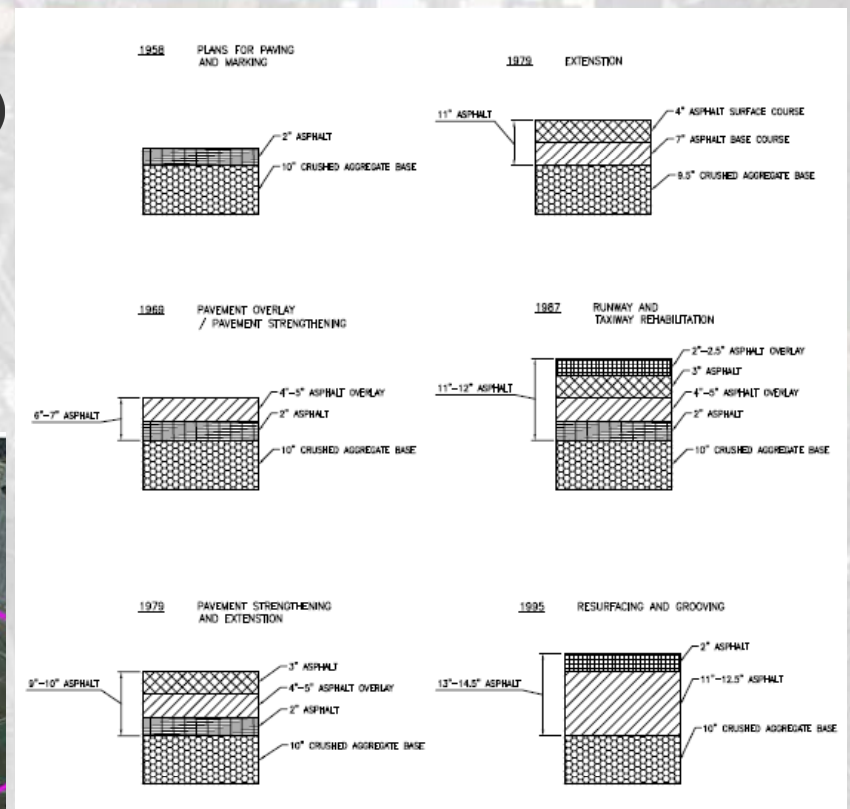 1958 PLANS FOR PAVING
AND MARKING
2" ASPHALT
10" CRUSHED AGGREGATE BASE
1979 EXTENSTION
11" ASPHALT
4" ASPHALT SURFACE COURSE
7" ASPHALT BASE COURSE
9.5" CRUSHED AGGREGATE BASE
1969 PAVEMENT OVERLAY
/ PAVEMENT STRENGTHENING
6"-7" ASPHALT
4"-5" ASPHALT OVERLAY
2" ASPHALT
10" CRUSHED AGGREGATE BASE
1987 RUNWAY AND
TAXIWAY REHABILITATION
11"-12" ASPHALT
2"-2.5" ASPHALT OVERLAY
3" ASPHALT
4"-5" ASPHALT OVERLAY
2" ASPHALT
10" CRUSHED AGGREGATE BASE
1979 PAVEMENT STRENGTHENING
AND EXTENSTION
9"-10" ASPHALT
3" ASPHALT
4"-5" ASPHALT OVERLAY
2" ASPHALT
10" CRUSHED AGGREGATE BASE
1995 RESURFACING AND GROOVING
13"-14.5" ASPHALT
2" ASPHALT
11"-12.5" ASPHALT
10" CRUSHED AGGREGATE BASE